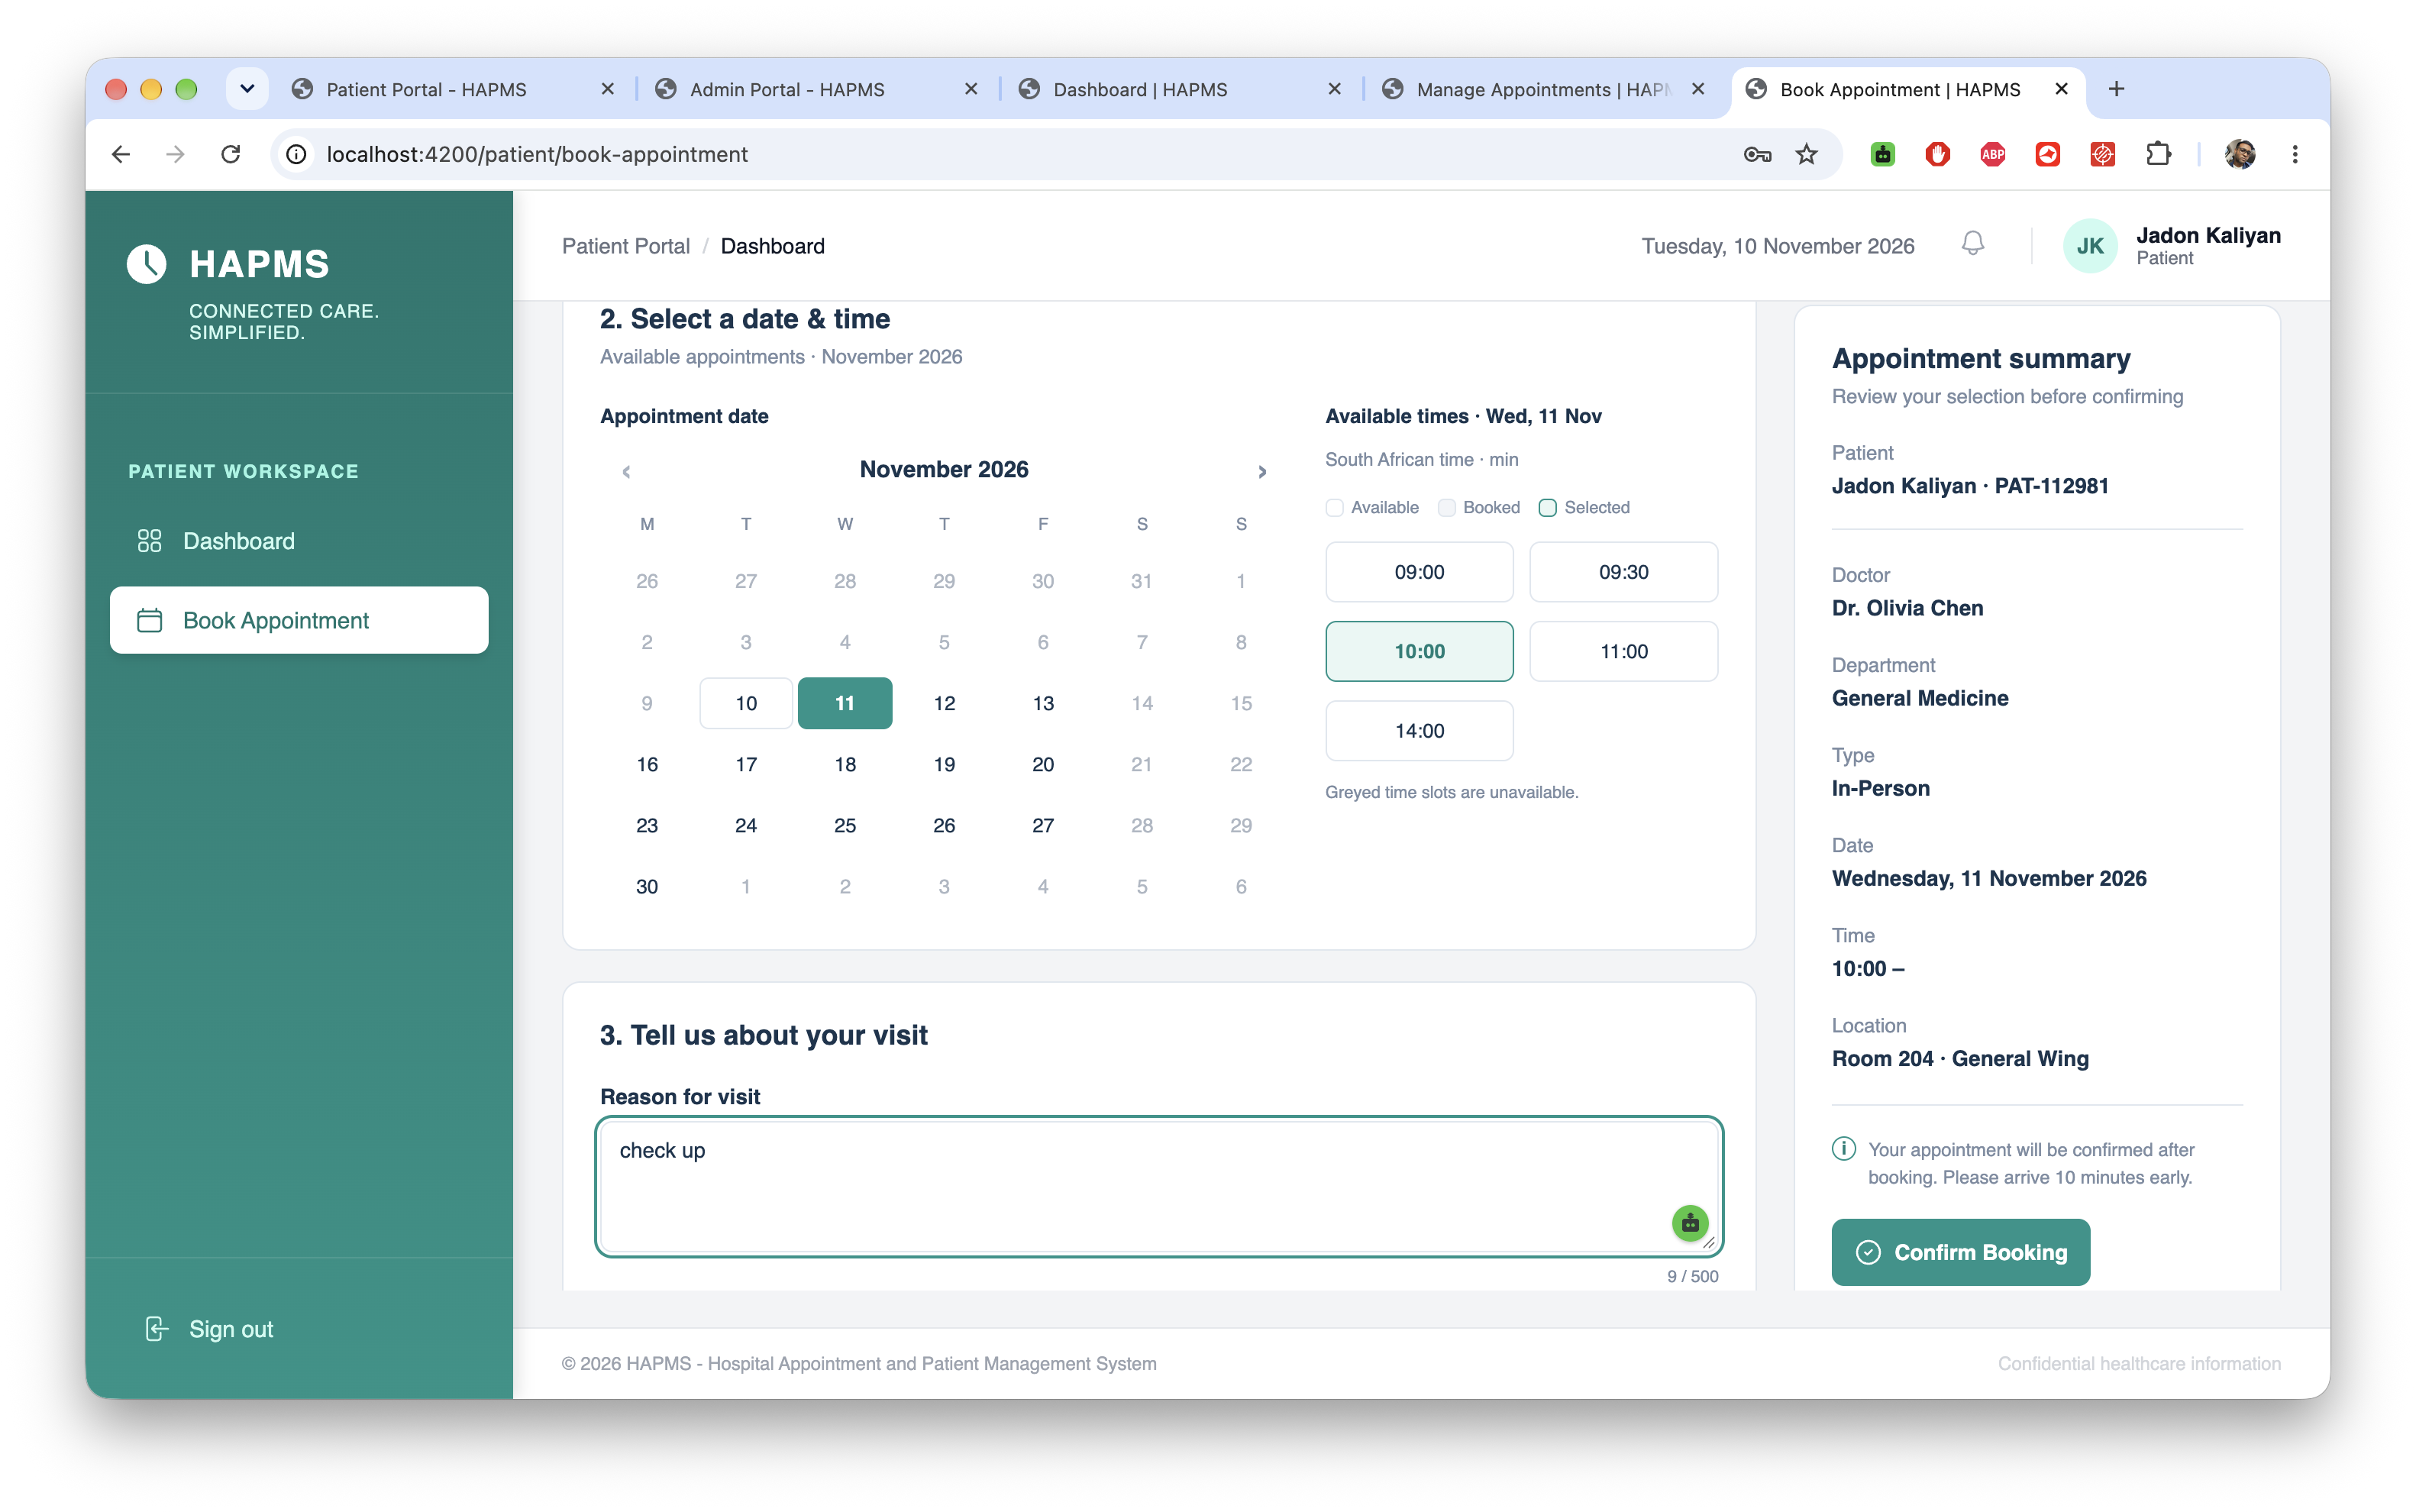 Patient Portal - HAPMS
Admin Portal - HAPMS
Dashboard | HAPMS
Manage Appointments | HAPM
Book Appointment | HAPMS
localhost:4200/patient/book-appointment
ABP
HAPMS
CONNECTED CARE.
SIMPLIFIED.
PATIENT WORKSPACE
Dashboard
Book Appointment
Sign out
Patient Portal / Dashboard
Tuesday, 10 November 2026
JK
Jadon Kaliyan
Patient
2. Select a date & time
Available appointments · November 2026
Appointment date
‹ November 2026 ›
M T W T F S S
26 27 28 29 30 31 1
2 3 4 5 6 7 8
9 10 11 12 13 14 15
16 17 18 19 20 21 22
23 24 25 26 27 28 29
30 1 2 3 4 5 6
Available times · Wed, 11 Nov
South African time · min
Available Booked Selected
09:00 09:30
10:00 11:00
14:00
Greyed time slots are unavailable.
3. Tell us about your visit
Reason for visit
check up
9 / 500
Appointment summary
Review your selection before confirming
Patient
Jadon Kaliyan · PAT-112981
Doctor
Dr. Olivia Chen
Department
General Medicine
Type
In-Person
Date
Wednesday, 11 November 2026
Time
10:00 –
Location
Room 204 · General Wing
Your appointment will be confirmed after
booking. Please arrive 10 minutes early.
Confirm Booking
© 2026 HAPMS - Hospital Appointment and Patient Management System
Confidential healthcare information